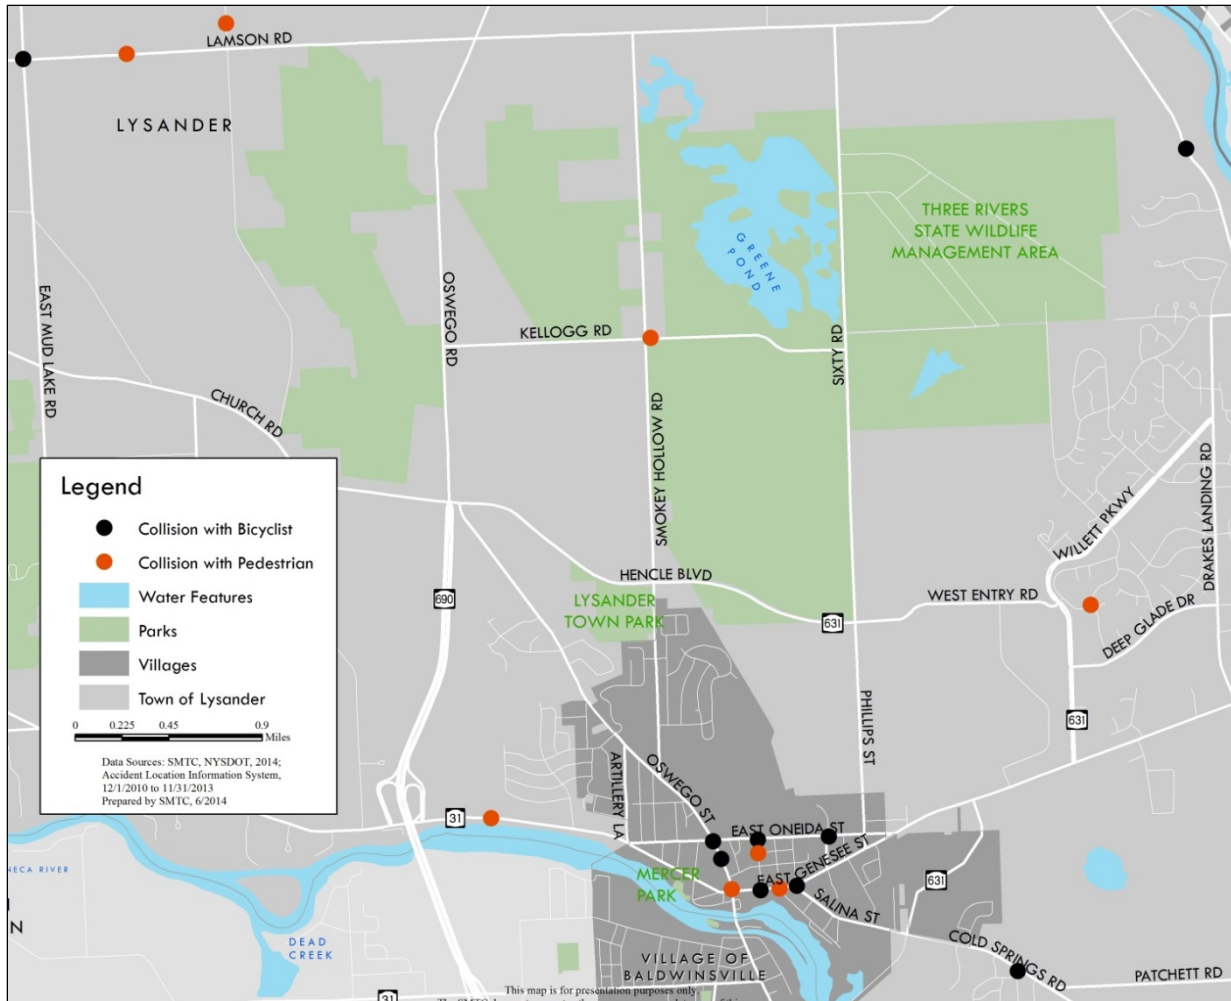 LAMSON RD
LYSANDER
THREE RIVERS
STATE WILDLIFE
MANAGEMENT AREA
GREENE
POND
EAST MUD LAKE RD
OSWEGO RD
KELLOGG RD
SIXTY RD
CHURCH RD
SMOKEY HOLLOW RD
WILLETT PKWY
DRAKES LANDING RD
Legend
Collision with Bicyclist
Collision with Pedestrian
Water Features
Parks
Villages
Town of Lysander
0 0.225 0.45 0.9
Miles
Data Sources: SMTC, NYSDOT, 2014;
Accident Location Information System,
12/1/2010 to 11/31/2013
Prepared by SMTC, 6/2014
HENCLE BLVD
690
LYSANDER
TOWN PARK
631
WEST ENTRY RD
DEEP GLADE DR
631
PHILLIPS ST
ARTILLERY LA
OSWEGO ST
31
EAST ONEIDA ST
EAST GENESEE ST
MERCER
PARK
631
SALINA ST
NECA RIVER
N
DEAD
CREEK
COLD SPRINGS RD
PATCHETT RD
VILLAGE OF
BALDWINSVILLE
31
This map is for presentation purposes only.